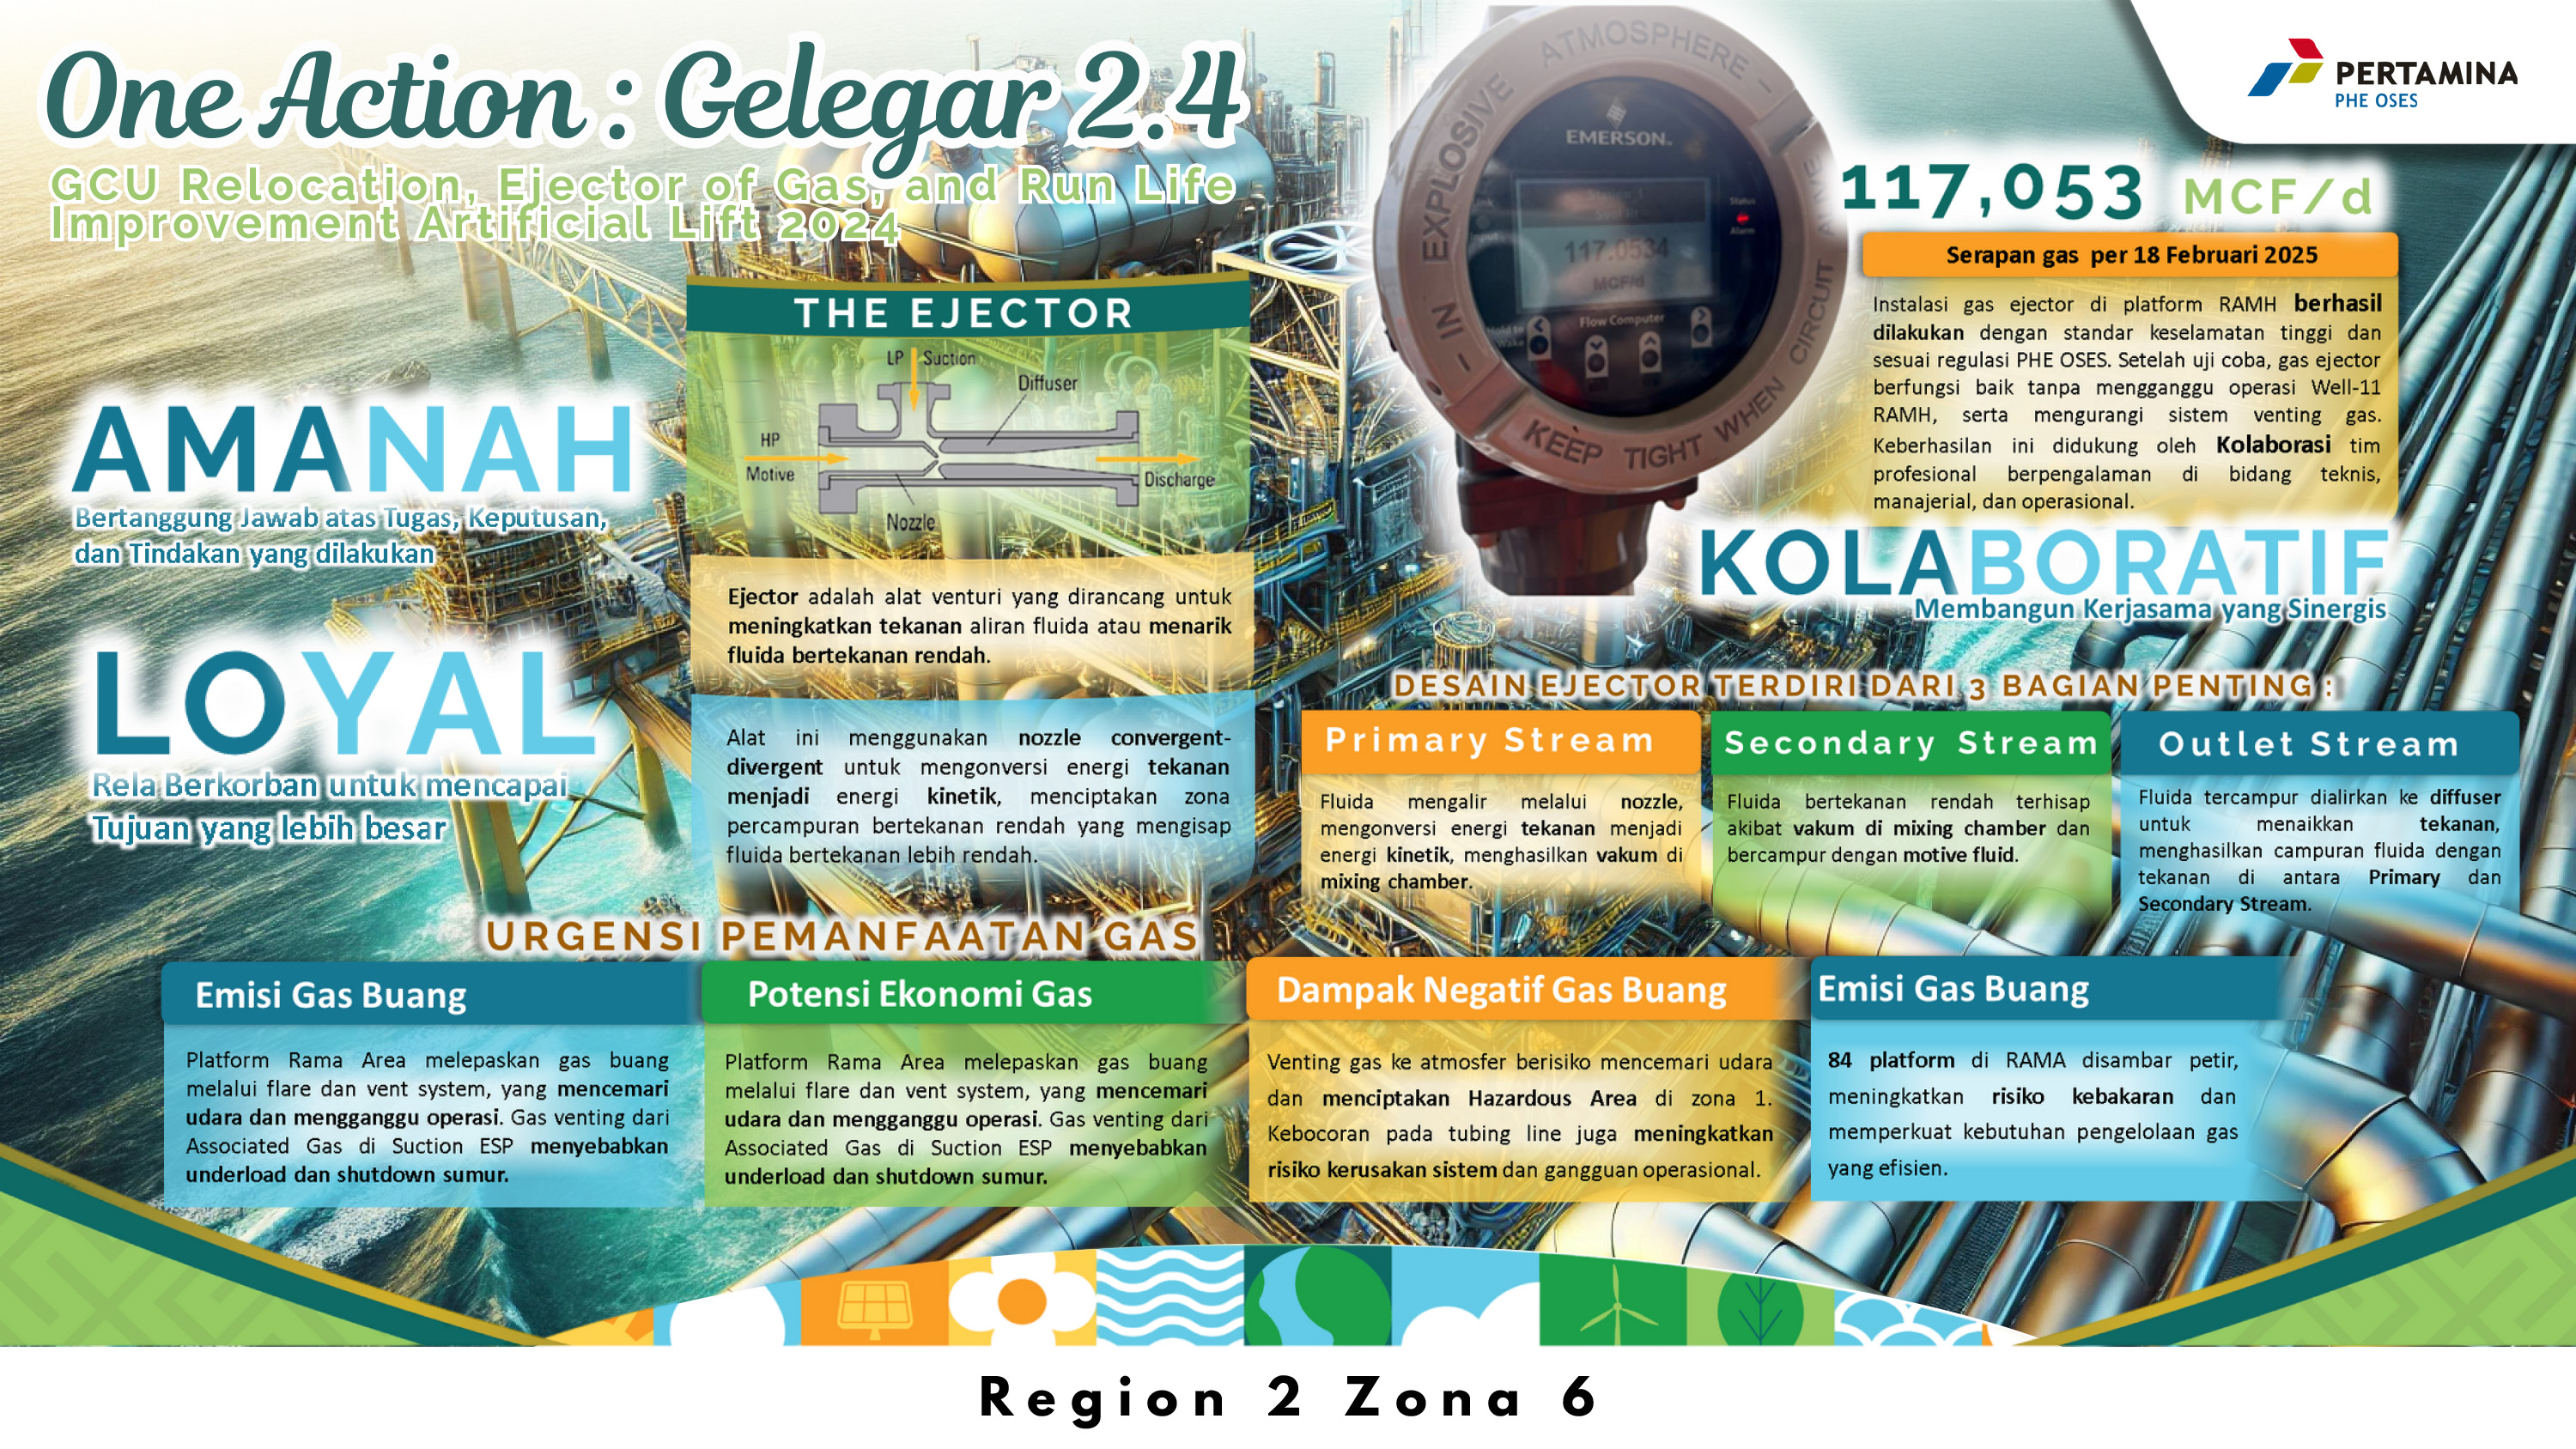 One Action : Gelegar 2.4
GCU Relocation, Ejector of Gas, and Run Life
Improvement Artificial Lift 2024
PERTAMINA
PHE OSES
AMANAH
Bertanggung Jawab atas Tugas, Keputusan,
dan Tindakan yang dilakukan
LOYAL
Rela Berkorban untuk mencapai
Tujuan yang lebih besar
THE EJECTOR
LP Suction
Diffuser
HP
Motive
Discharge
Nozzle
Ejector adalah alat venturi yang dirancang untuk
meningkatkan tekanan aliran fluida atau menarik
fluida bertekanan rendah.
Alat ini menggunakan nozzle convergent-
divergent untuk mengonversi energi tekanan
menjadi energi kinetik, menciptakan zona
percampuran bertekanan rendah yang mengisap
fluida bertekanan lebih rendah.
- IN EXPLOSIVE ATMOSPHERE -
KEEP TIGHT WHEN CIRCUIT
EMERSON.
Status
Alarm
117.0534
MCF/d
Flow Computer
117,053 MCF/d
Serapan gas per 18 Februari 2025
Instalasi gas ejector di platform RAMH berhasil
dilakukan dengan standar keselamatan tinggi dan
sesuai regulasi PHE OSES. Setelah uji coba, gas ejector
berfungsi baik tanpa mengganggu operasi Well-11
RAMH, serta mengurangi sistem venting gas.
Keberhasilan ini didukung oleh Kolaborasi tim
profesional berpengalaman di bidang teknis,
manajerial, dan operasional.
KOLABORATIF
Membangun Kerjasama yang Sinergis
DESAIN EJECTOR TERDIRI DARI 3 BAGIAN PENTING :
Primary Stream
Fluida mengalir melalui nozzle,
mengonversi energi tekanan menjadi
energi kinetik, menghasilkan vakum di
mixing chamber.
Secondary Stream
Fluida bertekanan rendah terhisap
akibat vakum di mixing chamber dan
bercampur dengan motive fluid.
Outlet Stream
Fluida tercampur dialirkan ke diffuser
untuk menaikkan tekanan,
menghasilkan campuran fluida dengan
tekanan di antara Primary dan
Secondary Stream.
URGENSI PEMANFAATAN GAS
Emisi Gas Buang
Platform Rama Area melepaskan gas buang
melalui flare dan vent system, yang mencemari
udara dan mengganggu operasi. Gas venting dari
Associated Gas di Suction ESP menyebabkan
underload dan shutdown sumur.
Potensi Ekonomi Gas
Platform Rama Area melepaskan gas buang
melalui flare dan vent system, yang mencemari
udara dan mengganggu operasi. Gas venting dari
Associated Gas di Suction ESP menyebabkan
underload dan shutdown sumur.
Dampak Negatif Gas Buang
Venting gas ke atmosfer berisiko mencemari udara
dan menciptakan Hazardous Area di zona 1.
Kebocoran pada tubing line juga meningkatkan
risiko kerusakan sistem dan gangguan operasional.
Emisi Gas Buang
84 platform di RAMA disambar petir,
meningkatkan risiko kebakaran dan
memperkuat kebutuhan pengelolaan gas
yang efisien.
Region 2 Zona 6